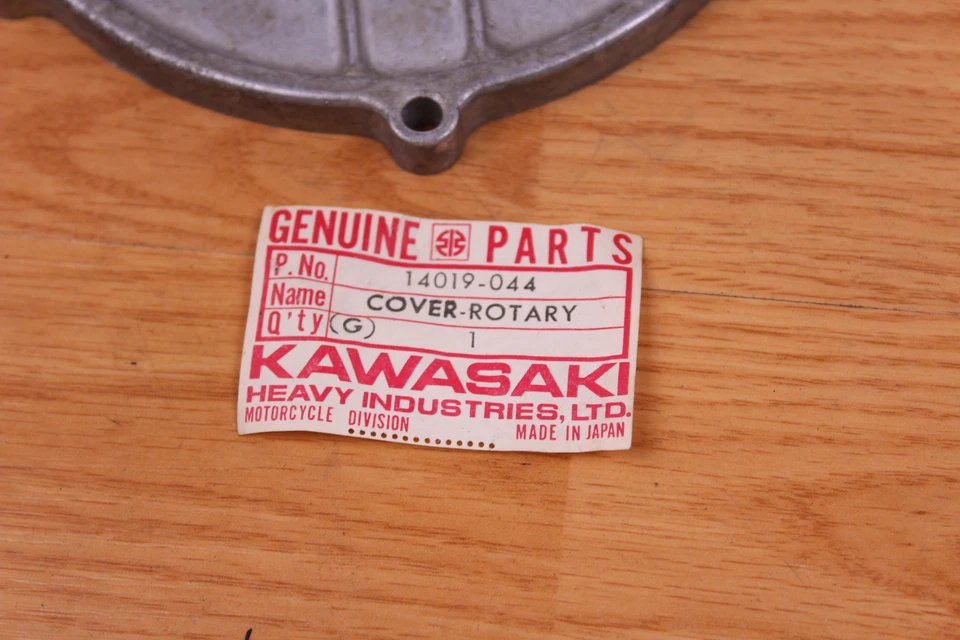 GENUINE PARTS
P. No. 14019-044
Name COVER-ROTARY
Q'ty (G) 1
KAWASAKI
HEAVY INDUSTRIES, LTD.
MOTORCYCLE DIVISION MADE IN JAPAN